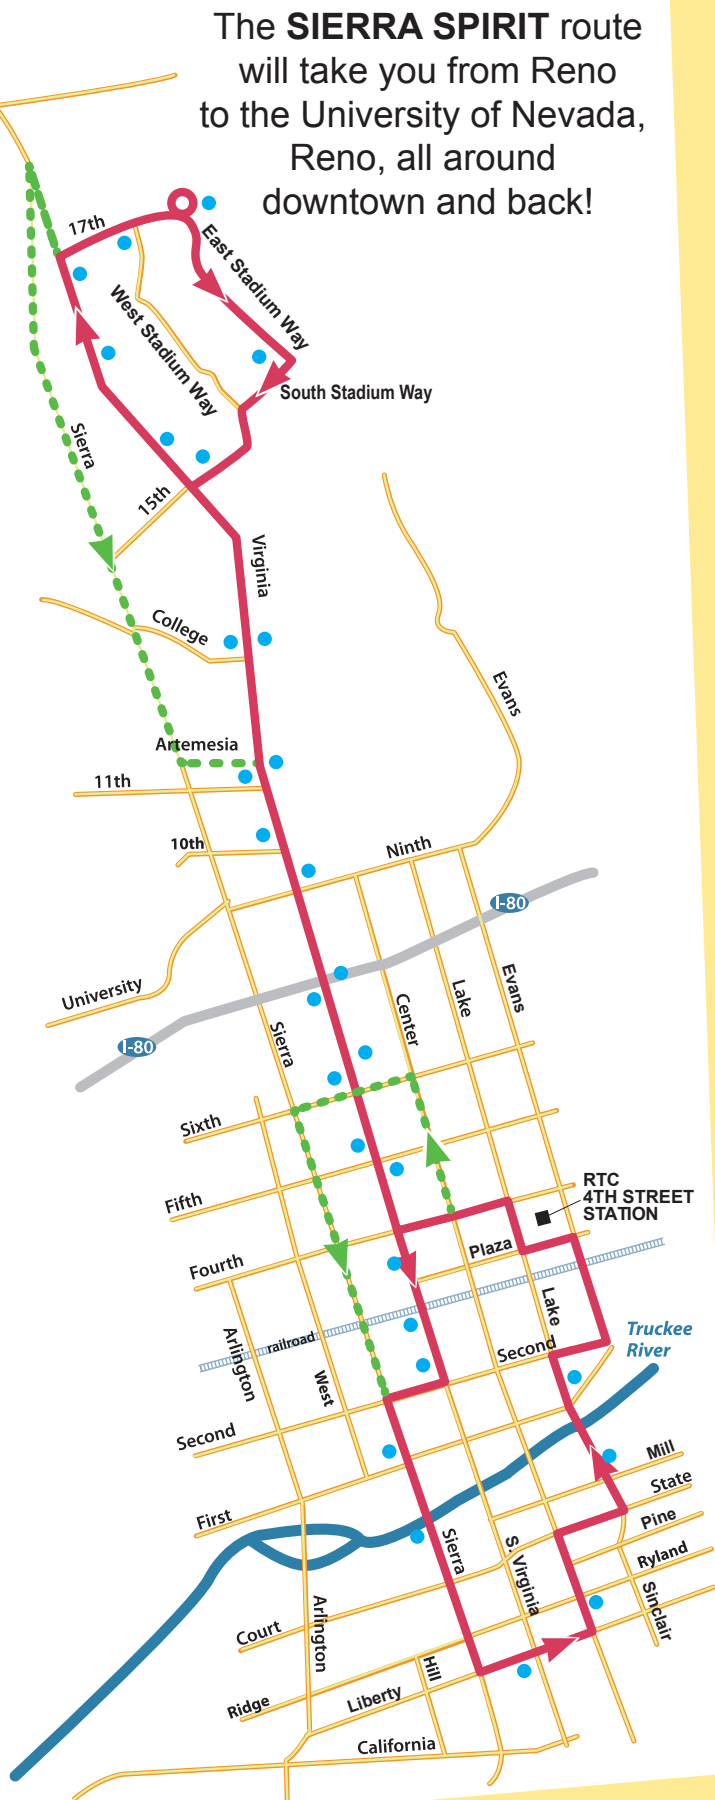 The SIERRA SPIRIT route
will take you from Reno
to the University of Nevada,
Reno, all around
downtown and back!
17th
East Stadium Way
West Stadium Way
South Stadium Way
Sierra
15th
Virginia
College
Evans
Artemesia
11th
10th
Ninth
I-80
University
Evans
Lake
Center
Sierra
I-80
Sixth
Fifth
RTC
4TH STREET
STATION
Plaza
Fourth
Lake
Truckee
River
railroad
Second
Arlington
West
Second
Mill
State
First
Pine
Sierra
S. Virginia
Ryland
Sinclair
Arlington
Court
Hill
Liberty
Ridge
California